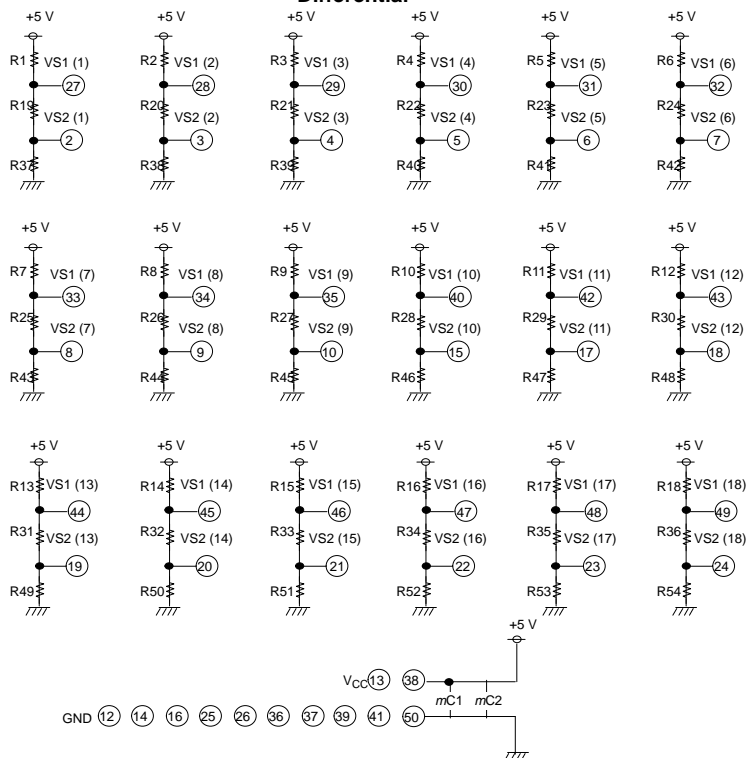 Differential
+5 V +5 V +5 V +5 V +5 V +5 V
R1 VS1 (1) R2 VS1 (2) R3 VS1 (3) R4 VS1 (4) R5 VS1 (5) R6 VS1 (6)
27 28 29 30 31 32
R19 VS2 (1) R20 VS2 (2) R21 VS2 (3) R22 VS2 (4) R23 VS2 (5) R24 VS2 (6)
2 3 4 5 6 7
R37 R38 R39 R40 R41 R42
+5 V +5 V +5 V +5 V +5 V +5 V
R7 VS1 (7) R8 VS1 (8) R9 VS1 (9) R10 VS1 (10) R11 VS1 (11) R12 VS1 (12)
33 34 35 40 42 43
R25 VS2 (7) R26 VS2 (8) R27 VS2 (9) R28 VS2 (10) R29 VS2 (11) R30 VS2 (12)
8 9 10 15 17 18
R43 R44 R45 R46 R47 R48
+5 V +5 V +5 V +5 V +5 V +5 V
R13 VS1 (13) R14 VS1 (14) R15 VS1 (15) R16 VS1 (16) R17 VS1 (17) R18 VS1 (18)
44 45 46 47 48 49
R31 VS2 (13) R32 VS2 (14) R33 VS2 (15) R34 VS2 (16) R35 VS2 (17) R36 VS2 (18)
19 20 21 22 23 24
R49 R50 R51 R52 R53 R54
+5 V
VCC 13 38
mC1 mC2
GND 12 14 16 25 26 36 37 39 41 50